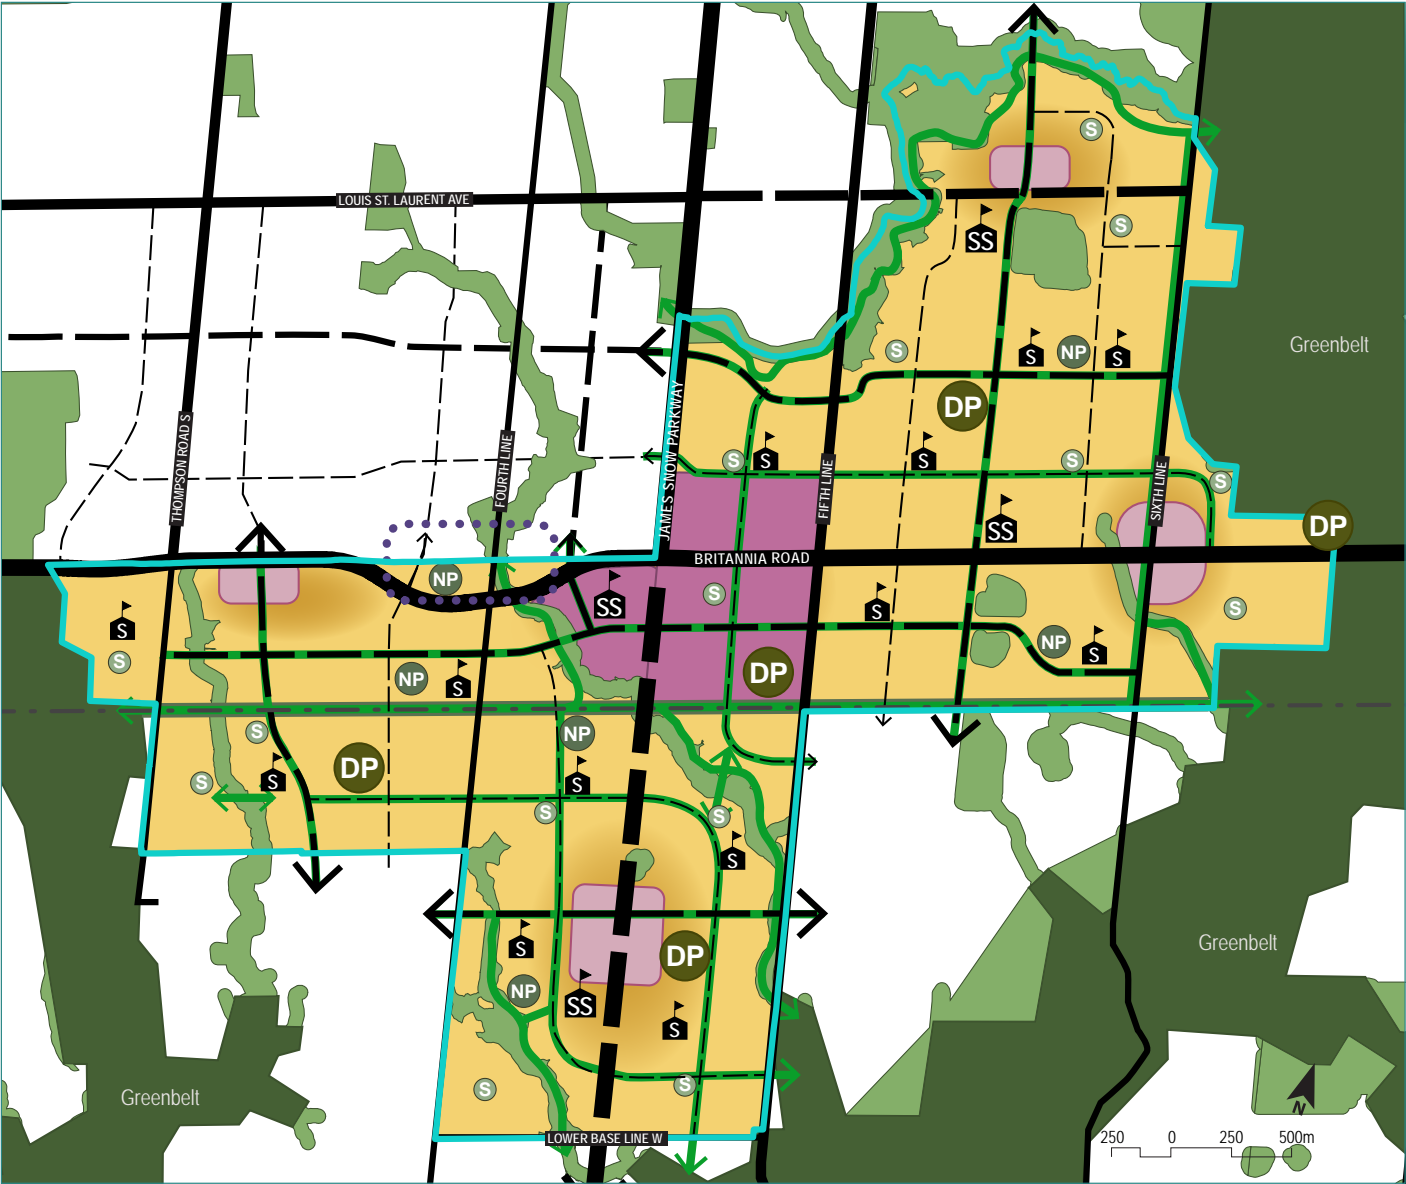 S
LOUIS ST. LAURENT AVE
SS
S
Greenbelt
S
S
NP
S
DP
JAMES SNOW PARKWAY
THOMPSON ROAD S
FOURTH LINE
FIFTH LINE
SIXTH LINE
S
S
S
S
S
SS
DP
BRITANNIA ROAD
NP
SS
S
S
S
S
NP
S
S
NP
S
DP
S
NP
DP
S
S
S
S
S
S
Greenbelt
S
DP
NP
SS
S
S
S
Greenbelt
LOWER BASE LINE W
N
250 0 250 500m